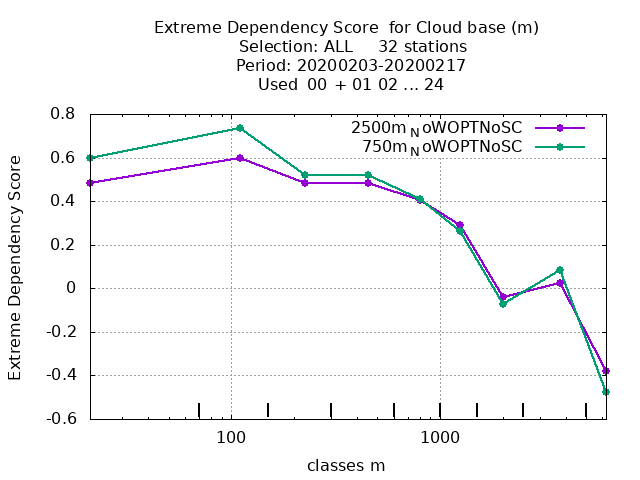 Extreme Dependency Score  for Cloud base (m)
Selection: ALL     32 stations
Period: 20200203-20200217
Used  00 + 01 02 ... 24
2500m_NoWOPTNoSC
750m_NoWOPTNoSC
Extreme Dependency Score
0.8
0.6
0.4
0.2
0
-0.2
-0.4
-0.6
100 1000
classes m